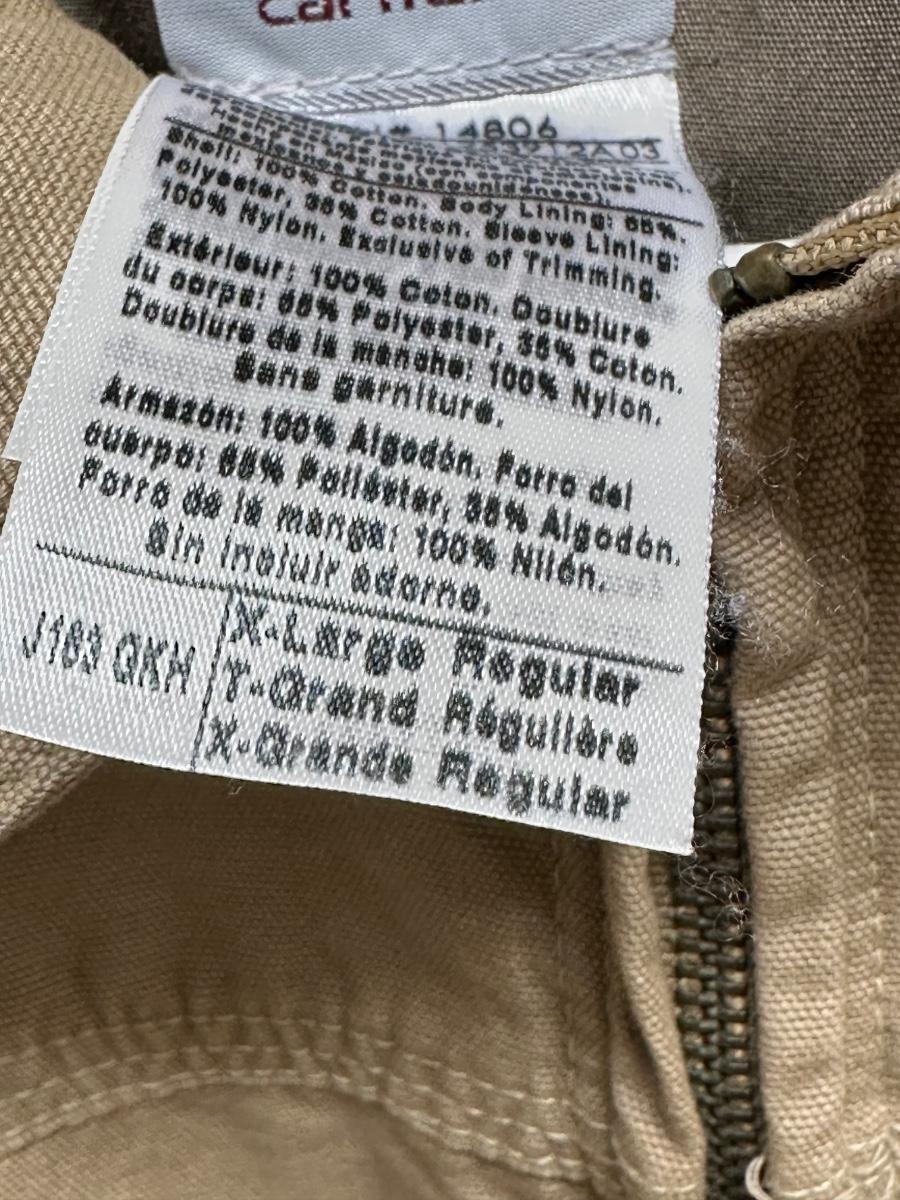 14806
Shell: 100% Cotton. Body Lining: 65%
Polyester, 35% Cotton. Sleeve Lining:
100% Nylon. Exclusive of Trimming.
Extérieur: 100% Coton. Doublure
du corps: 65% Polyester, 35% Coton.
Doublure de la manche: 100% Nylon.
Sans garniture.
Armazón: 100% Algodón. Forro del
cuerpo: 65% Poliéster, 35% Algodón.
Forro de la manga: 100% Nilón.
Sin incluir adorno.
J183 QKH
X-Large Regular
T-Grand Régulière
X-Grande Regular